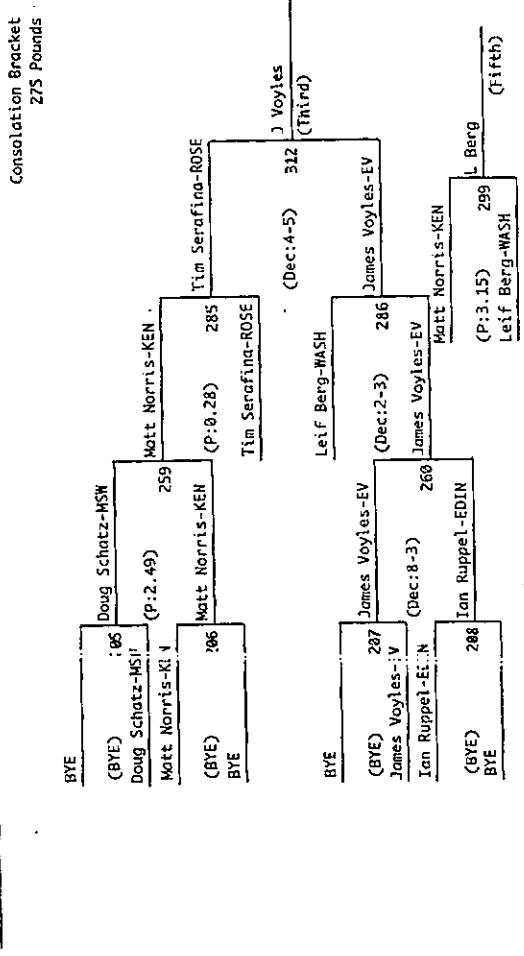 Consolation Bracket
275 Pounds
BYE
(BYE)
Doug Schatz-MSW
Doug Schatz-MSW
(P:2.49)
259
Matt Norris-KEN
(BYE)
BYE
Matt Norris-KEN
Matt Norris-KEN
(P:0.28)
285
Tim Serafina-ROSE
Tim Serafina-ROSE
(Dec:4-5)
312
J Voyles
(Third)
BYE
(BYE)
207
James Voyles-EV
James Voyles-EV
(Dec:8-3)
260
Ian Ruppel-EDIN
(BYE)
208
BYE
Ian Ruppel-EDIN
Leif Berg-WASH
(Dec:2-3)
286
James Voyles-EV
James Voyles-EV
Matt Norris-KEN
(P:3.15)
299
Leif Berg-WASH
L Berg
(Fifth)